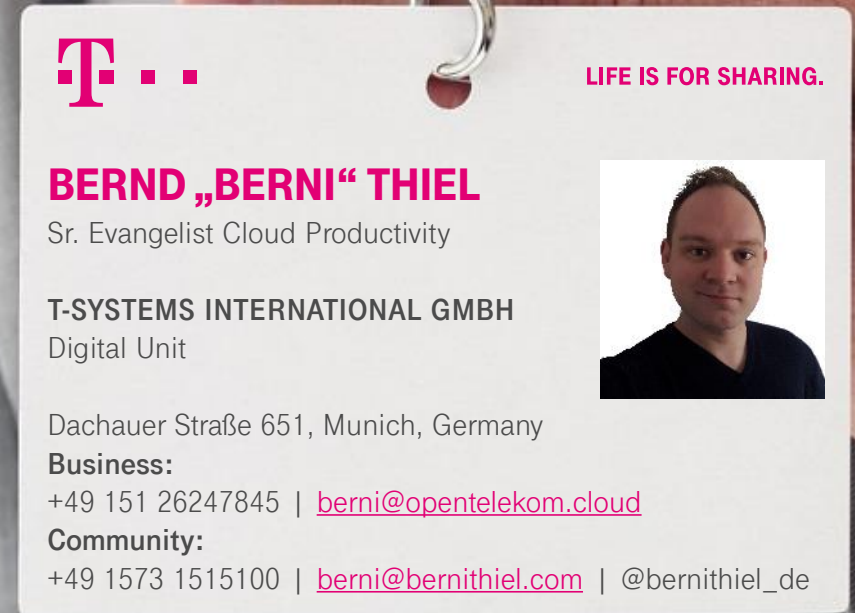 T
LIFE IS FOR SHARING.
BERND „BERNI“ THIEL
Sr. Evangelist Cloud Productivity
T-SYSTEMS INTERNATIONAL GMBH
Digital Unit
Dachauer Straße 651, Munich, Germany
Business:
+49 151 26247845 | berni@opentelekom.cloud
Community:
+49 1573 1515100 | berni@bernithiel.com | @bernithiel_de